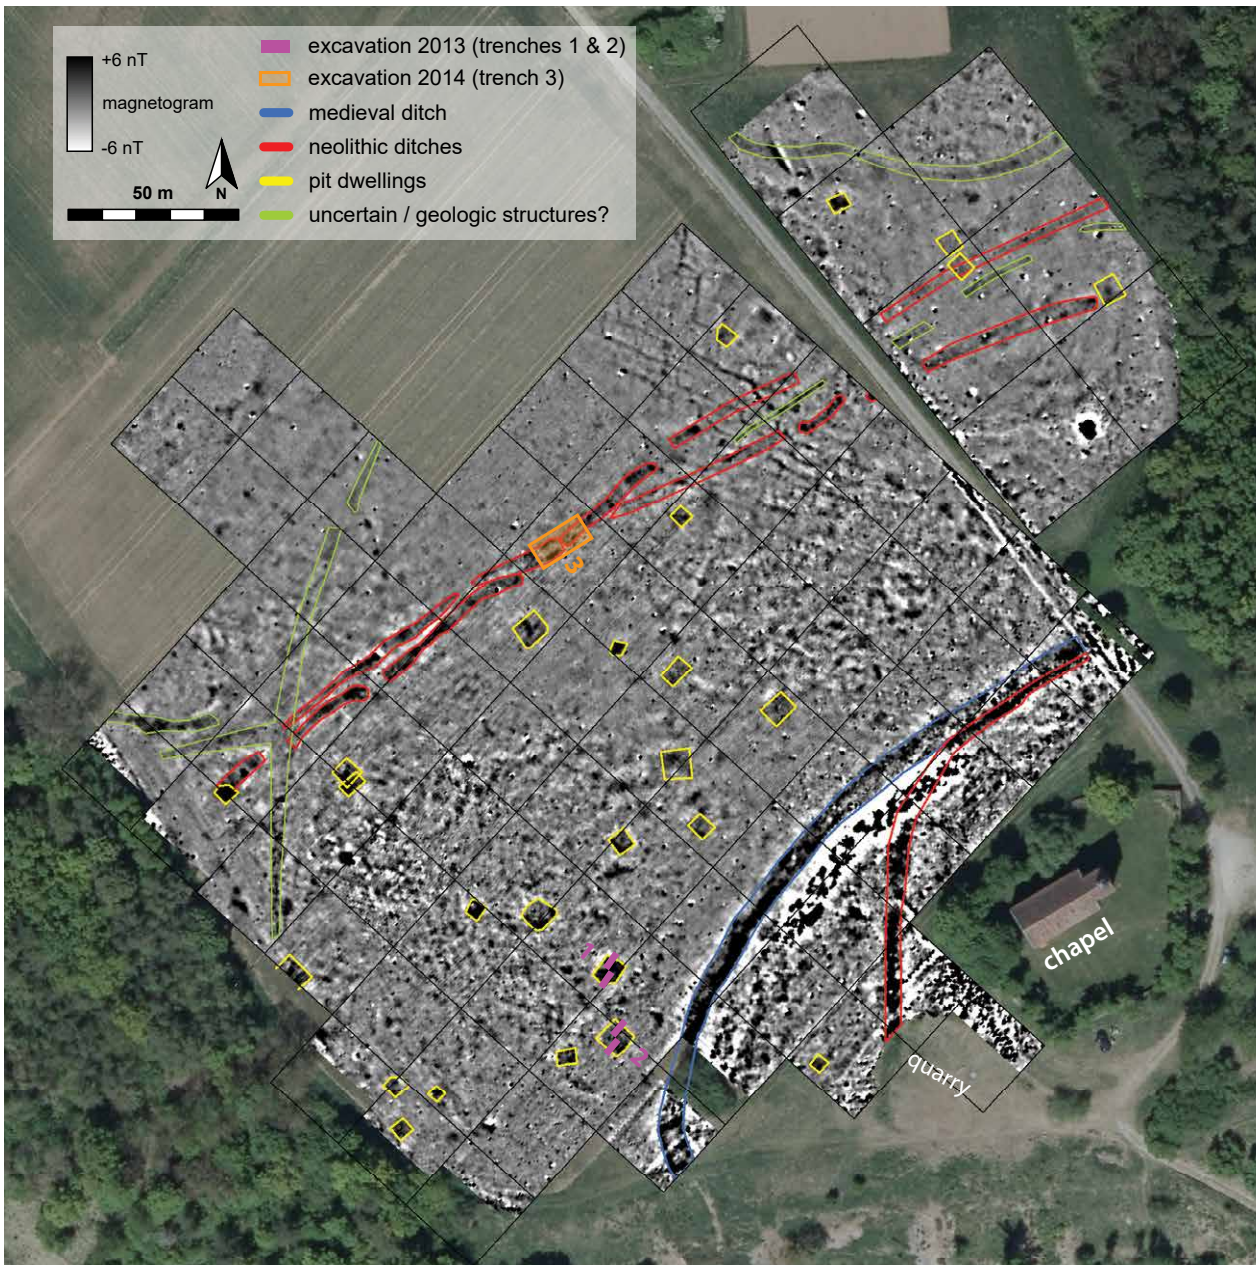 +6 nT
magnetogram
-6 nT
50 m
N
excavation 2013 (trenches 1 & 2)
excavation 2014 (trench 3)
medieval ditch
neolithic ditches
pit dwellings
uncertain / geologic structures?
3
1
2
chapel
quarry